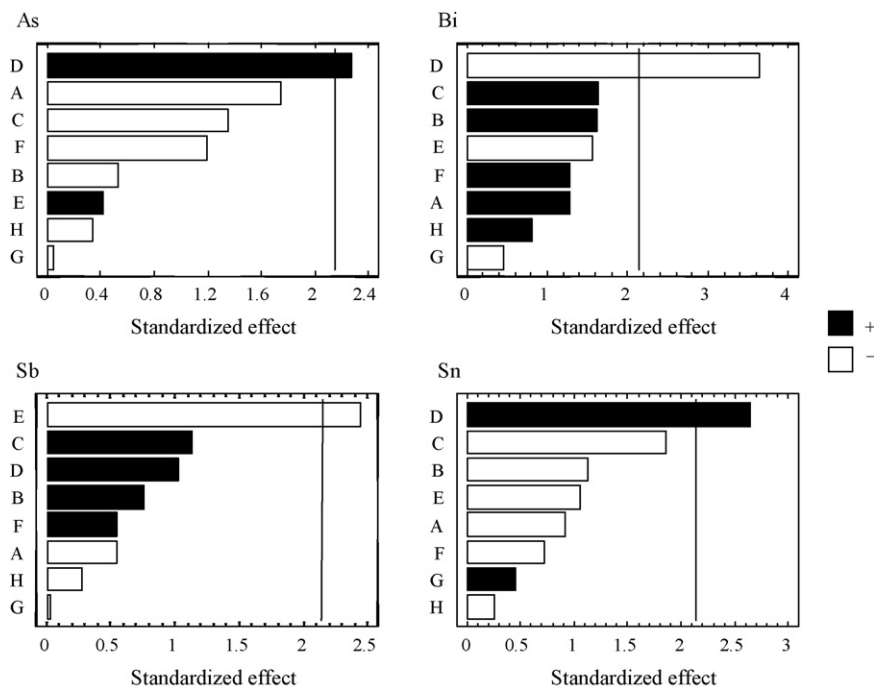 As
D
A
C
F
B
E
H
G
0 0.4 0.8 1.2 1.6 2 2.4
Standardized effect
Bi
D
C
B
E
F
A
H
G
0 1 2 3 4
Standardized effect
+
−
Sb
E
C
D
B
F
A
H
G
0 0.5 1 1.5 2 2.5
Standardized effect
Sn
D
C
B
E
A
F
G
H
0 0.5 1 1.5 2 2.5 3
Standardized effect